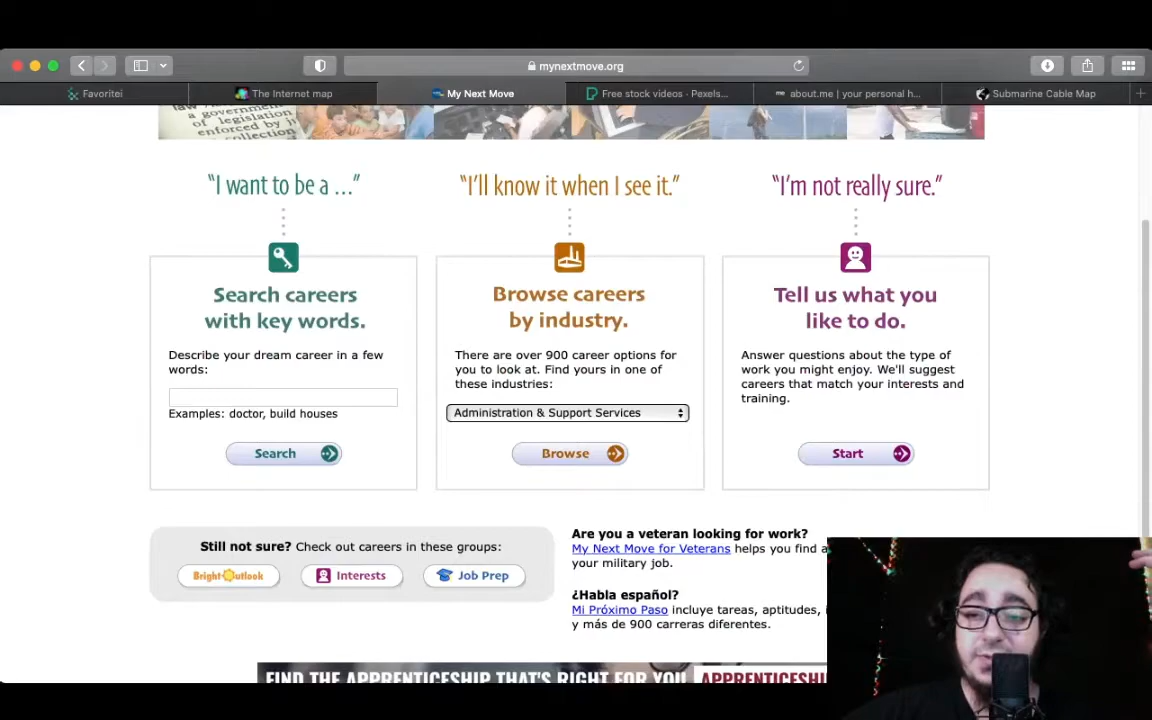 mynextmove.org
Favoritei
The Internet map
My Next Move
Free stock videos - Pexels...
about.me | your personal h...
Submarine Cable Map
of legislation
enforced by it
collection
"I want to be a ..."
"I'll know it when I see it."
"I'm not really sure."
Search careers
with key words.
Describe your dream career in a few
words:
Examples: doctor, build houses
Search
Browse careers
by industry.
There are over 900 career options for
you to look at. Find yours in one of
these industries:
Administration & Support Services
Browse
Tell us what you
like to do.
Answer questions about the type of
work you might enjoy. We'll suggest
careers that match your interests and
training.
Start
Still not sure? Check out careers in these groups:
Bright Outlook
Interests
Job Prep
Are you a veteran looking for work?
My Next Move for Veterans helps you find a
your military job.
¿Habla español?
Mi Próximo Paso incluye tareas, aptitudes,
y más de 900 carreras diferentes.
FIND THE APPRENTICESHIP THAT'S RIGHT FOR YOU
APPRENTICESHIP